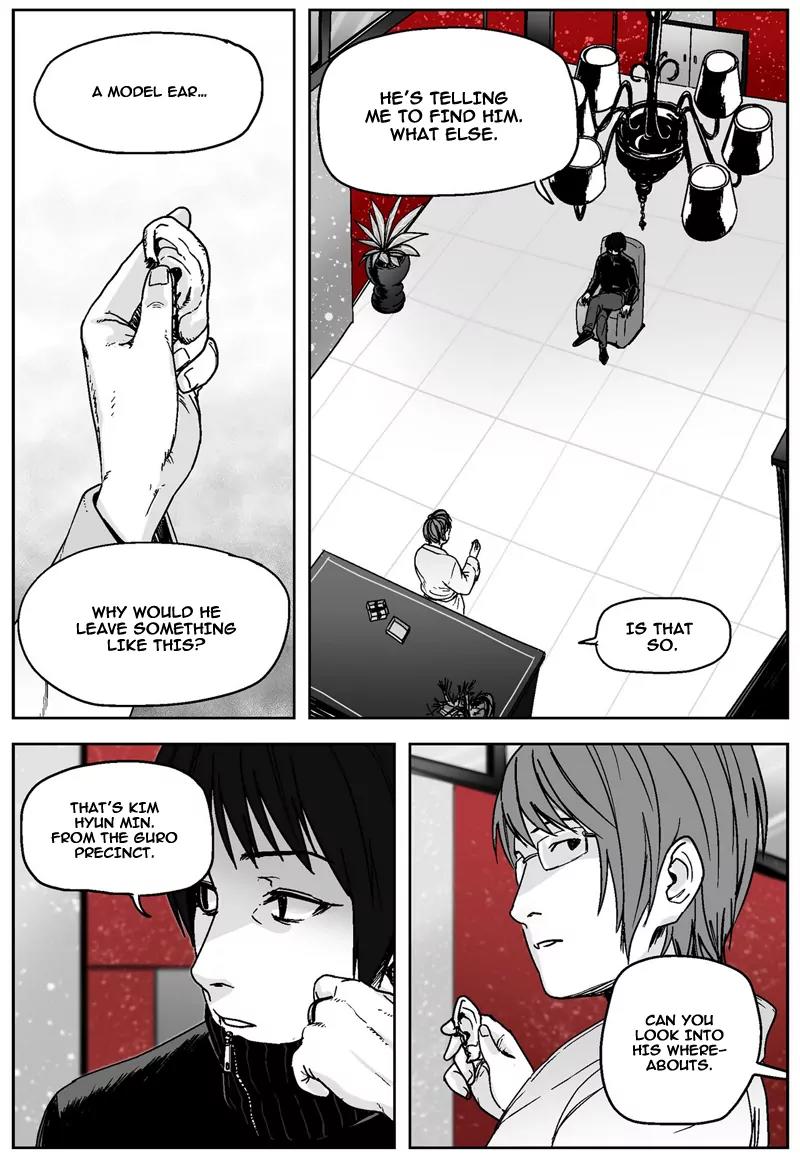 A MODEL EAR...
WHY WOULD HE
LEAVE SOMETHING
LIKE THIS?
HE'S TELLING
ME TO FIND HIM.
WHAT ELSE.
IS THAT
SO.
THAT'S KIM
HYUN MIN.
FROM THE GURO
PRECINCT.
CAN YOU
LOOK INTO
HIS WHERE-
ABOUTS.